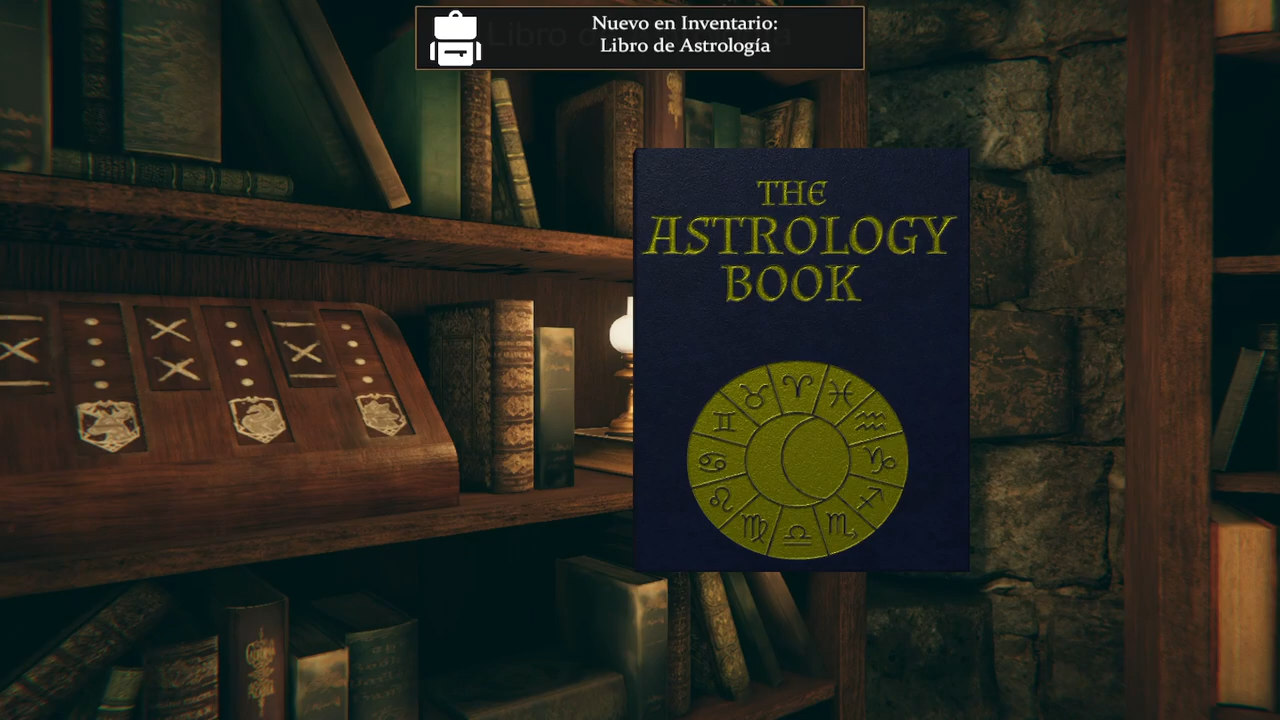 Nuevo en Inventario:
Libro de Astrología
THE
ASTROLOGY
BOOK